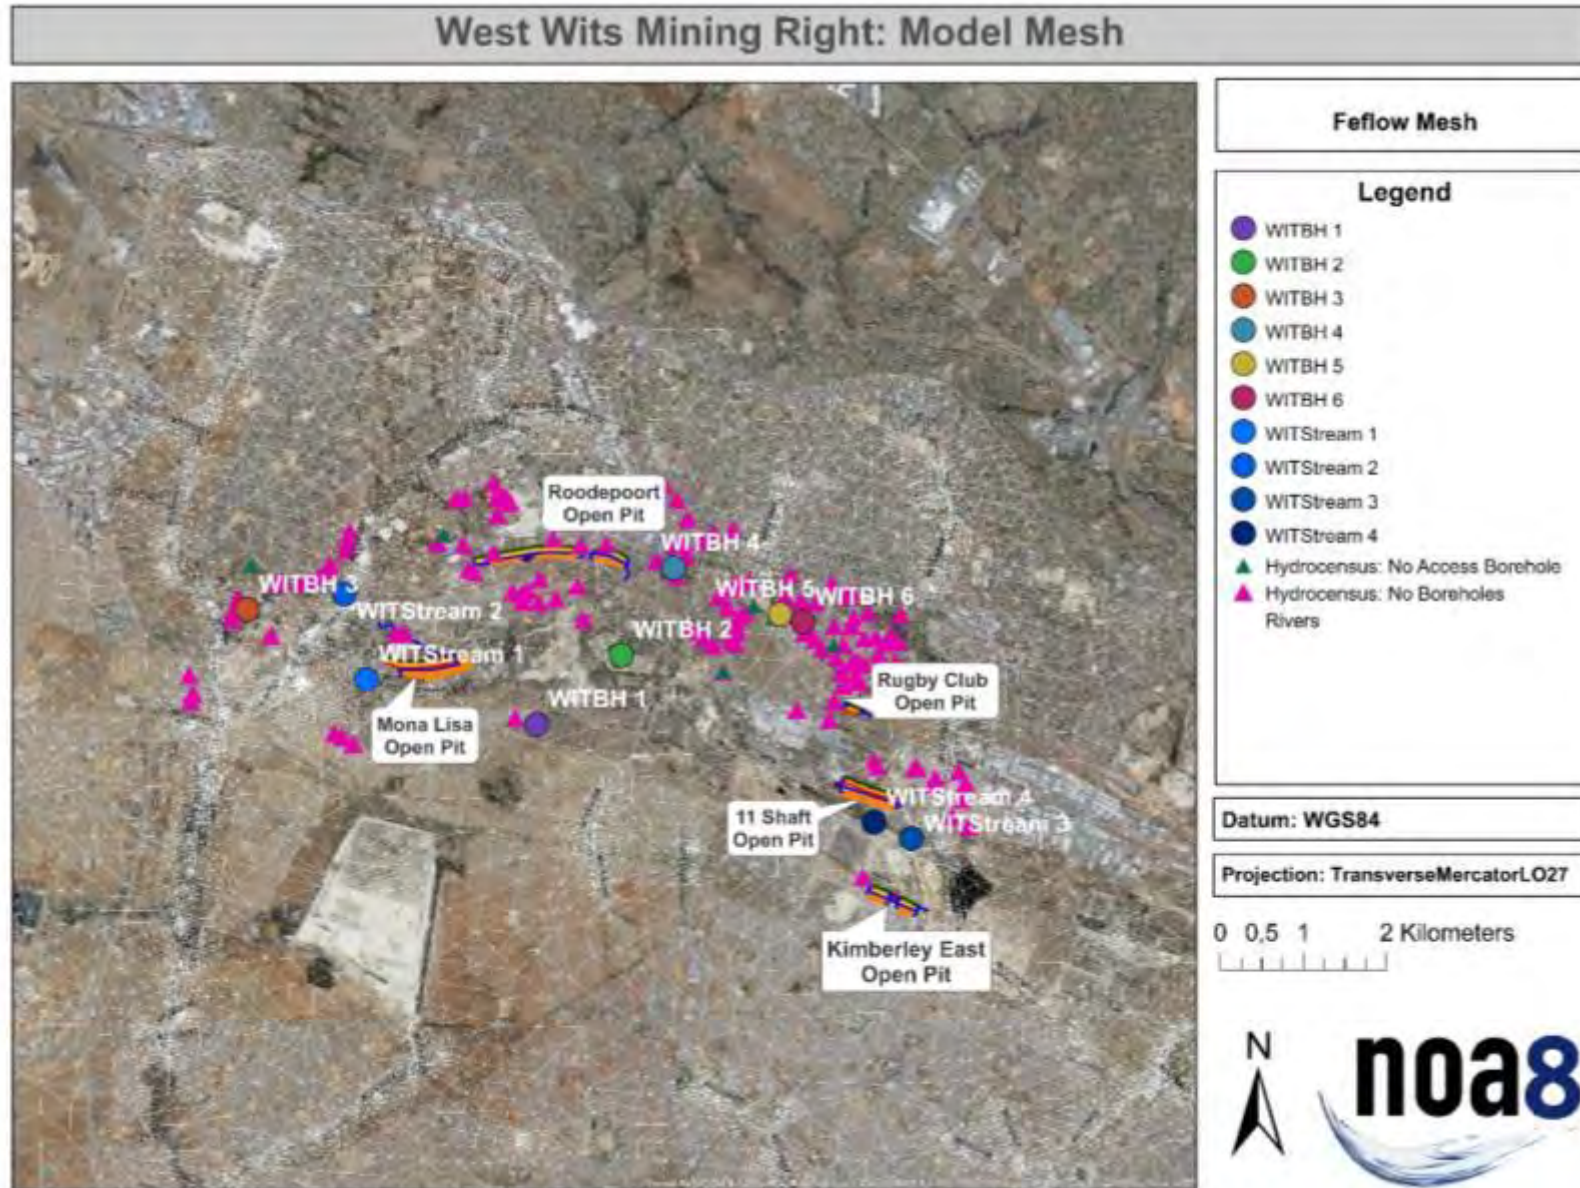 West Wits Mining Right: Model Mesh
Feflow Mesh
Legend
WITBH 1
WITBH 2
WITBH 3
WITBH 4
WITBH 5
WITBH 6
WITStream 1
WITStream 2
WITStream 3
WITStream 4
Hydrocensus: No Access Borehole
Hydrocensus: No Boreholes
Rivers
Roodepoort
Open Pit
WITBH 4
WITBH 3
WITBH 5
WITBH 6
WITStream 2
WITBH 2
WITStream 1
Rugby Club
Open Pit
WITBH 1
Mona Lisa
Open Pit
WITStream 4
11 Shaft
Open Pit
WITStream 3
Kimberley East
Open Pit
Datum: WGS84
Projection: TransverseMercatorLO27
0 0,5 1 2 Kilometers
N
noa8